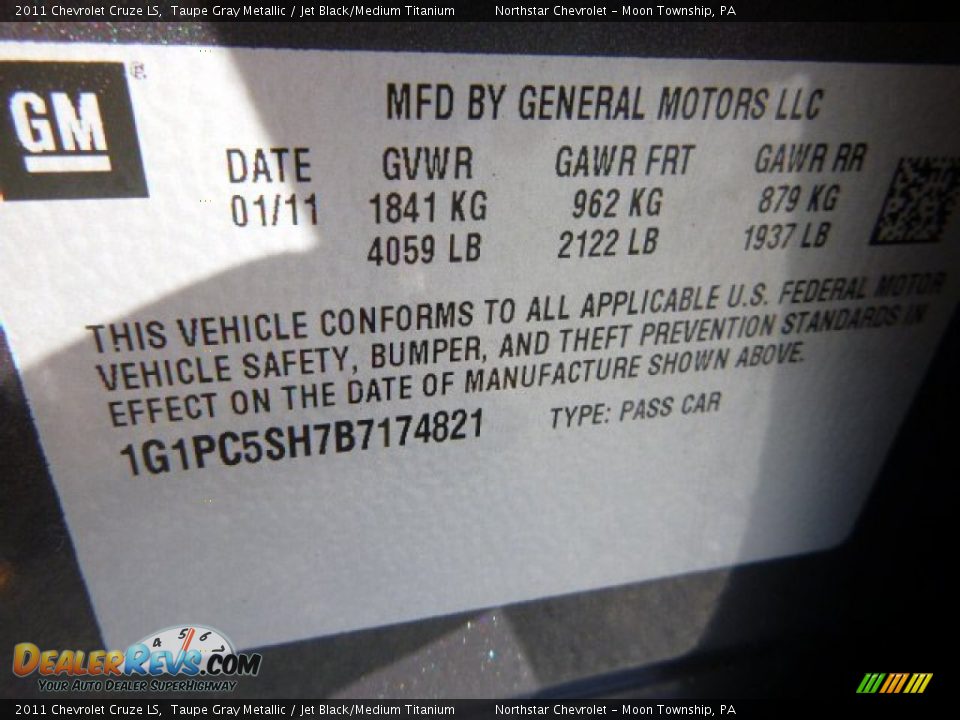 2011 Chevrolet Cruze LS, Taupe Gray Metallic / Jet Black/Medium Titanium Northstar Chevrolet - Moon Township, PA
GM ®
MFD BY GENERAL MOTORS LLC
DATE GVWR GAWR FRT GAWR RR
01/11 1841 KG 962 KG 879 KG
4059 LB 2122 LB 1937 LB
THIS VEHICLE CONFORMS TO ALL APPLICABLE U.S. FEDERAL MOTOR
VEHICLE SAFETY, BUMPER, AND THEFT PREVENTION STANDARDS IN
EFFECT ON THE DATE OF MANUFACTURE SHOWN ABOVE.
1G1PC5SH7B7174821 TYPE: PASS CAR
4 5 6
DEALERREVS.COM
YOUR AUTO DEALER SUPERHIGHWAY
2011 Chevrolet Cruze LS, Taupe Gray Metallic / Jet Black/Medium Titanium Northstar Chevrolet - Moon Township, PA